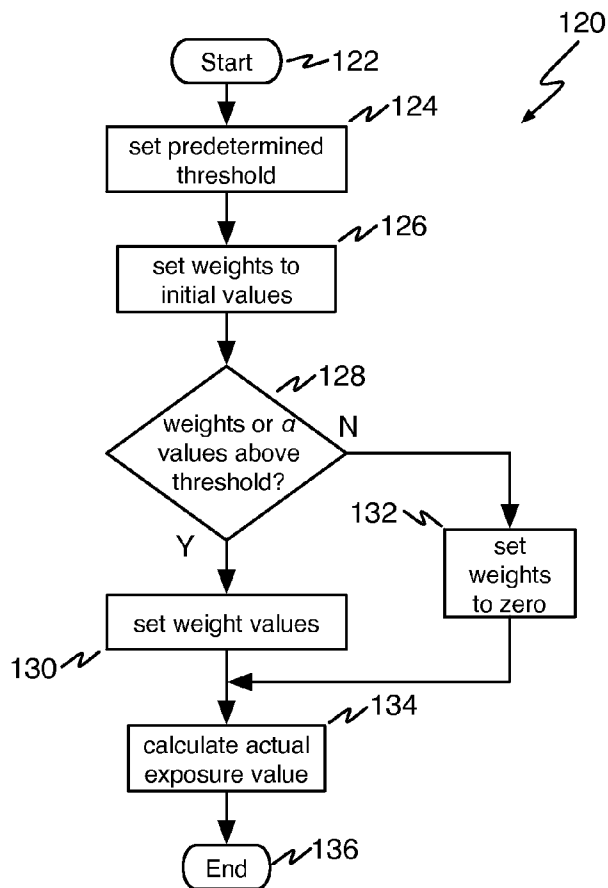 120
Start
122
124
set predetermined
threshold
126
set weights to
initial values
128
weights or a
values above
threshold?
N
Y
132
set
weights
to zero
set weight values
130
134
calculate actual
exposure value
End
136